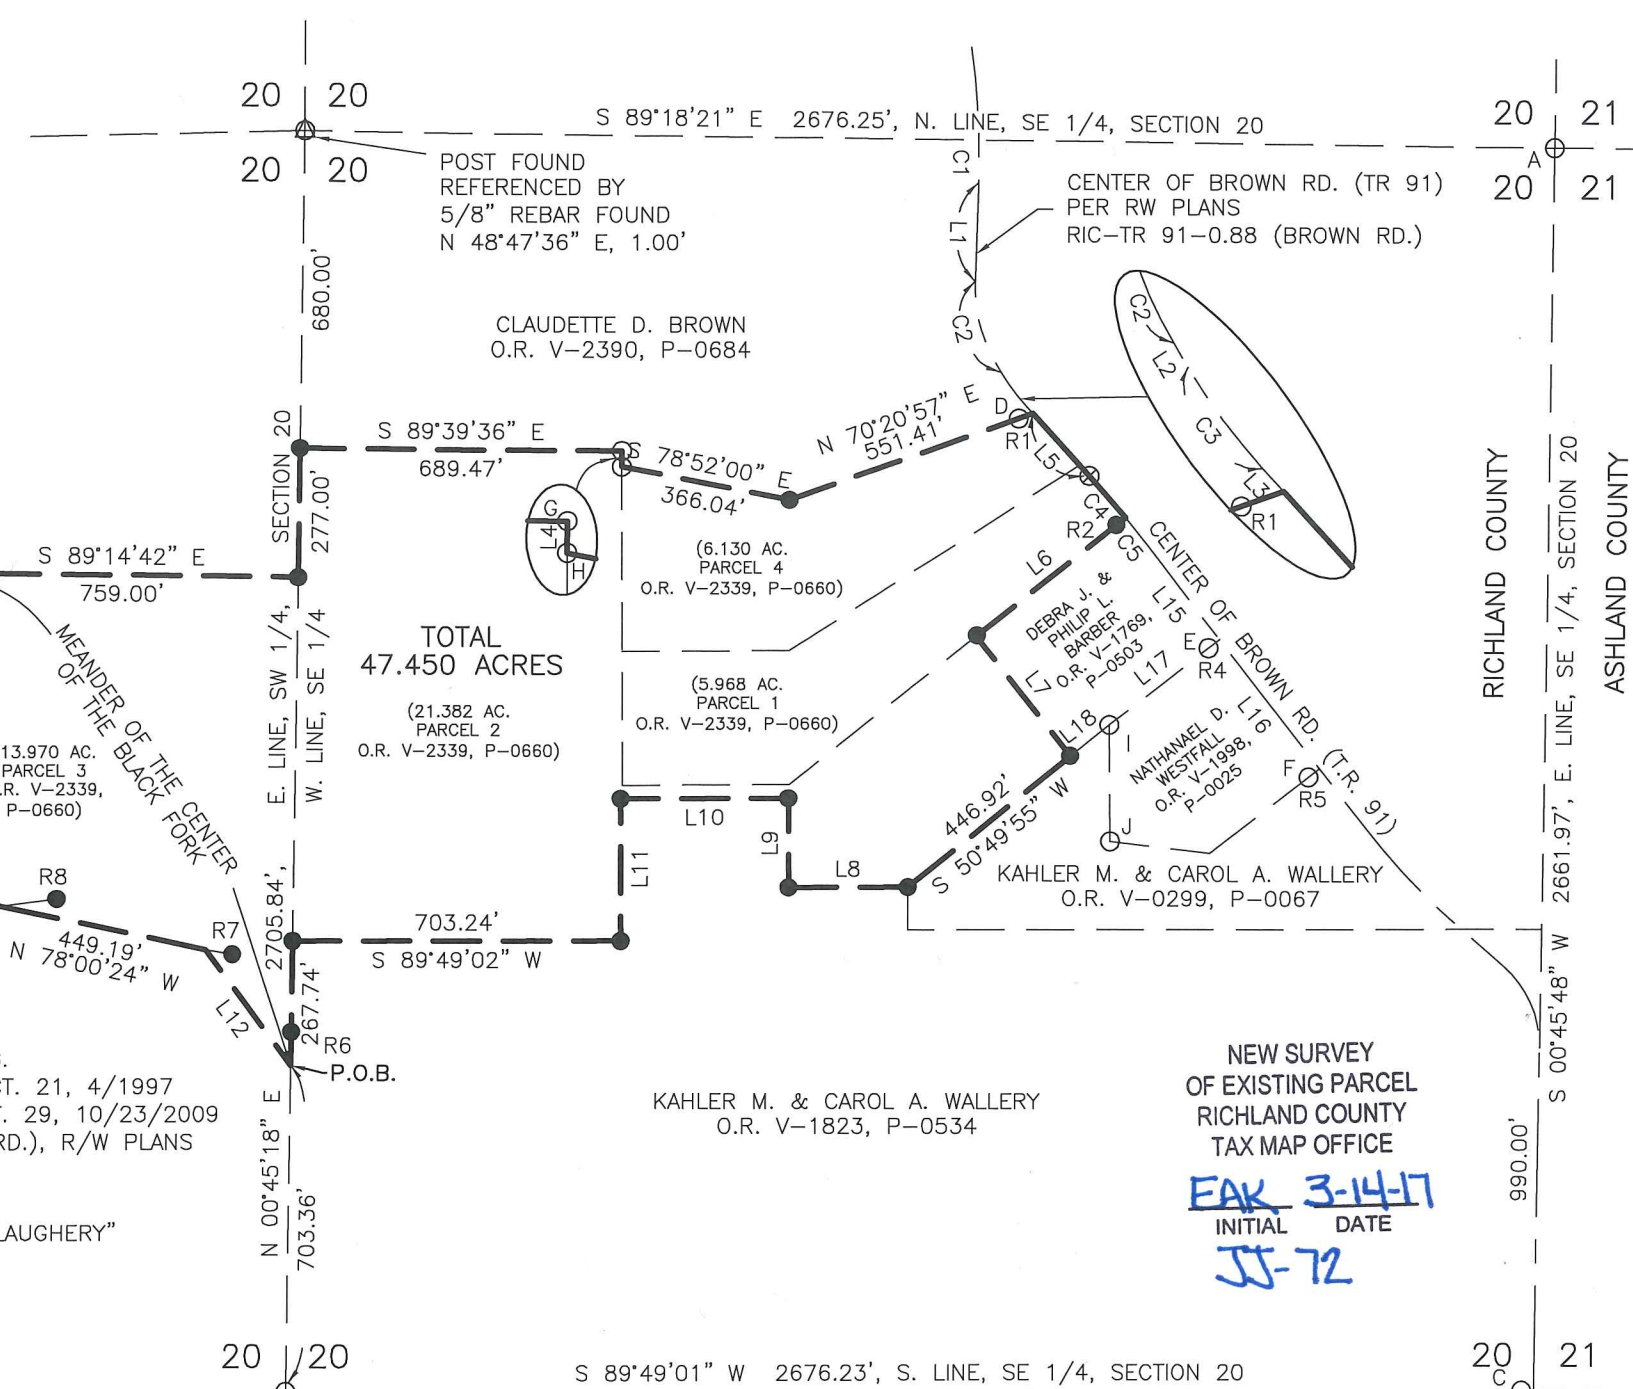 20 20
20 20
S 89°18'21" E 2676.25', N. LINE, SE 1/4, SECTION 20
20 21
A
20 21
POST FOUND
REFERENCED BY
5/8" REBAR FOUND
N 48°47'36" E, 1.00'
C1
L1
C2
CENTER OF BROWN RD. (TR 91)
PER RW PLANS
RIC-TR 91-0.88 (BROWN RD.)
680.00'
CLAUDETTE D. BROWN
O.R. V-2390, P-0684
C2
L2
C3
L3
R1
SECTION 20
277.00'
S 89°39'36" E
689.47'
S 78°52'00" E
366.04'
N 70°20'57" E
551.41'
D
R1
L5
C4
R2
C5
G
L4
H
S 89°14'42" E
759.00'
(6.130 AC.
PARCEL 4
O.R. V-2339, P-0660)
L6
DEBRA J. &
PHILIP L.
BARBER
O.R. V-1769,
P-0503
L15
CENTER OF BROWN RD. (T.R. 91)
E
R4
L17
L16
L7
L18
I
NATHANAEL D.
WESTFALL
O.R. V-1998,
P-0025
F
R5
J
RICHLAND COUNTY
ASHLAND COUNTY
2661.97', E. LINE, SE 1/4, SECTION 20
S 00°45'48" W
990.00'
TOTAL
47.450 ACRES
(21.382 AC.
PARCEL 2
O.R. V-2339, P-0660)
(5.968 AC.
PARCEL 1
O.R. V-2339, P-0660)
MEANDER OF THE CENTER
OF THE BLACK FORK
13.970 AC.
PARCEL 3
.R. V-2339,
P-0660)
E. LINE, SW 1/4,
W. LINE, SE 1/4
2705.84',
446.92'
S 50°49'55" W
L10
L9
L8
L11
KAHLER M. & CAROL A. WALLERY
O.R. V-0299, P-0067
R8
R7
449.19'
N 78°00'24" W
L12
703.24'
S 89°49'02" W
267.74'
R6
P.O.B.
CT. 21, 4/1997
T. 29, 10/23/2009
RD.), R/W PLANS
LAUGHERY"
N 00°45'18" E
703.36'
KAHLER M. & CAROL A. WALLERY
O.R. V-1823, P-0534
NEW SURVEY
OF EXISTING PARCEL
RICHLAND COUNTY
TAX MAP OFFICE
EAK 3-14-17
INITIAL DATE
JJ-72
20 20
S 89°49'01" W 2676.23', S. LINE, SE 1/4, SECTION 20
20 21
C